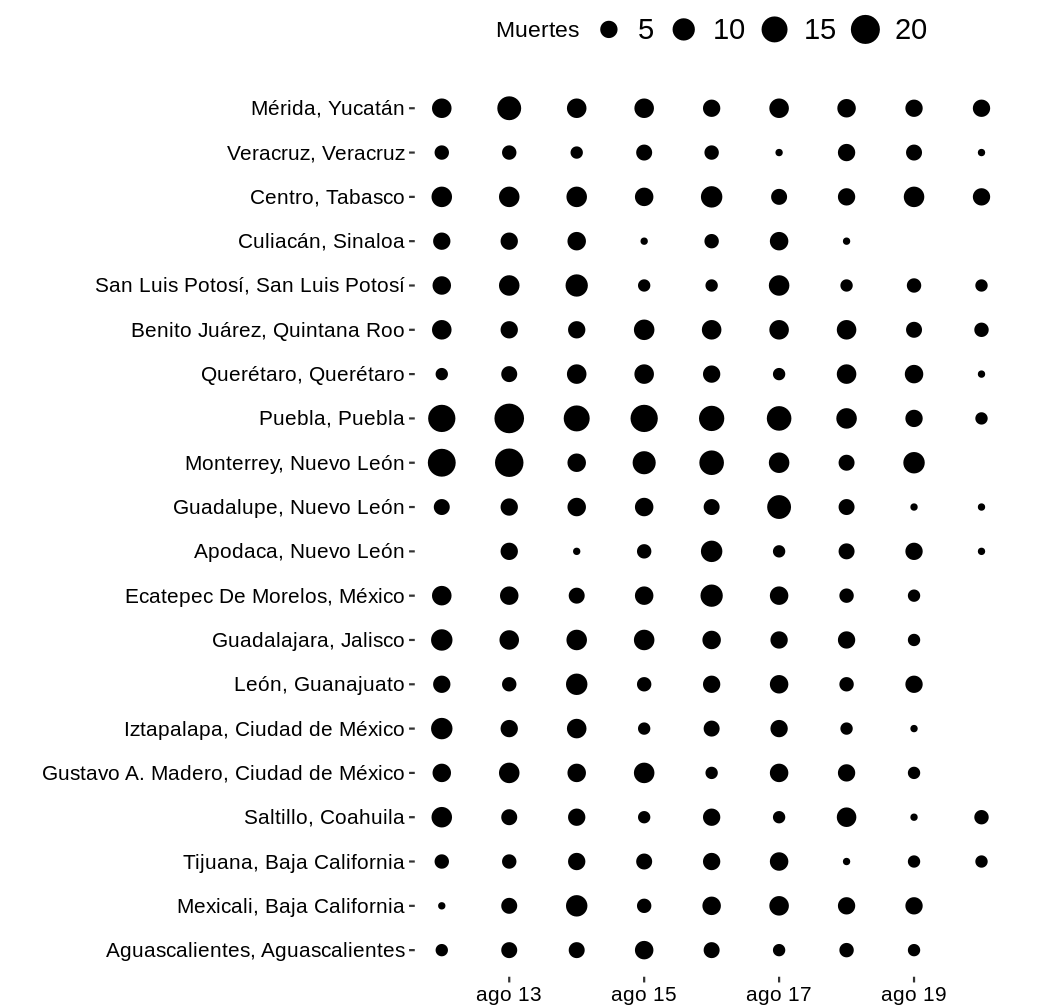 Muertes 5 10 15 20
Mérida, Yucatán
Veracruz, Veracruz
Centro, Tabasco
Culiacán, Sinaloa
San Luis Potosí, San Luis Potosí
Benito Juárez, Quintana Roo
Querétaro, Querétaro
Puebla, Puebla
Monterrey, Nuevo León
Guadalupe, Nuevo León
Apodaca, Nuevo León
Ecatepec De Morelos, México
Guadalajara, Jalisco
León, Guanajuato
Iztapalapa, Ciudad de México
Gustavo A. Madero, Ciudad de México
Saltillo, Coahuila
Tijuana, Baja California
Mexicali, Baja California
Aguascalientes, Aguascalientes
ago 13 ago 15 ago 17 ago 19